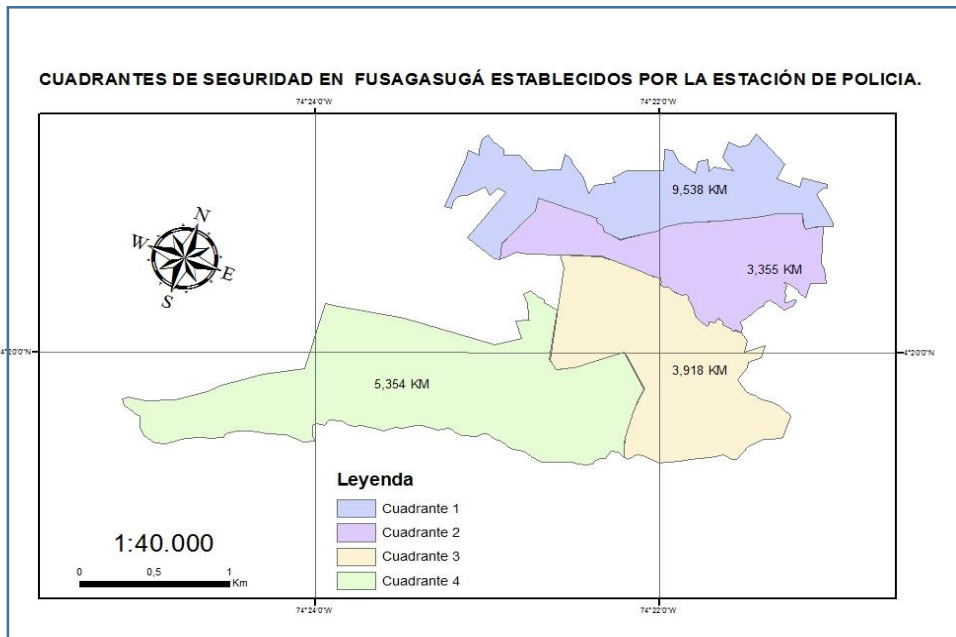 CUADRANTES DE SEGURIDAD EN FUSAGASUGÁ ESTABLECIDOS POR LA ESTACIÓN DE POLICIA.
74°24'0"W 74°22'0"W
9,538 KM
N
W
E
S
3,355 KM
4°20'0"N 4°20'0"N
3,918 KM
5,354 KM
Leyenda
Cuadrante 1
Cuadrante 2
Cuadrante 3
Cuadrante 4
1:40.000
0 0,5 1
Km
74°24'0"W 74°22'0"W